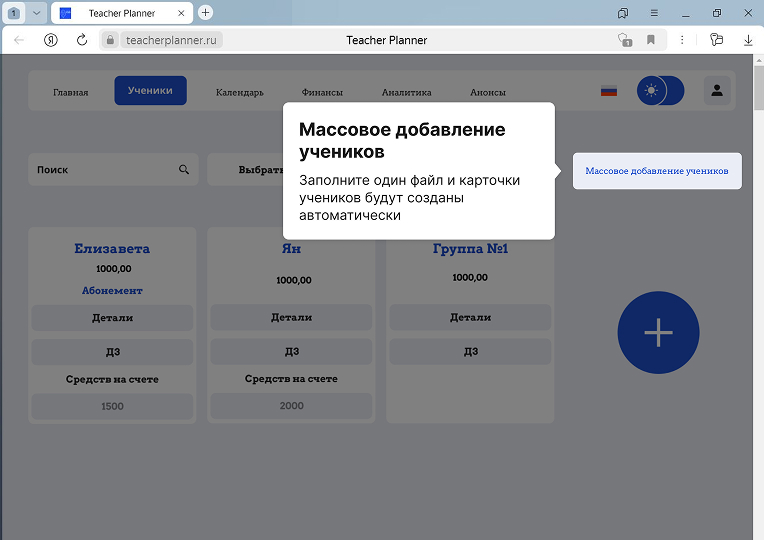 1
Teacher Planner
teacherplanner.ru
Teacher Planner
1
Главная
Ученики
Календарь
Финансы
Аналитика
Анонсы
Массовое добавление
учеников
Заполните один файл и карточки
учеников будут созданы
автоматически
Поиск
Массовое добавление учеников
Елизавета
1000,00
Абонемент
Детали
ДЗ
Средств на счете
1500
Ян
1000,00
Детали
ДЗ
Средств на счете
2000
Группа №1
1000,00
Детали
ДЗ